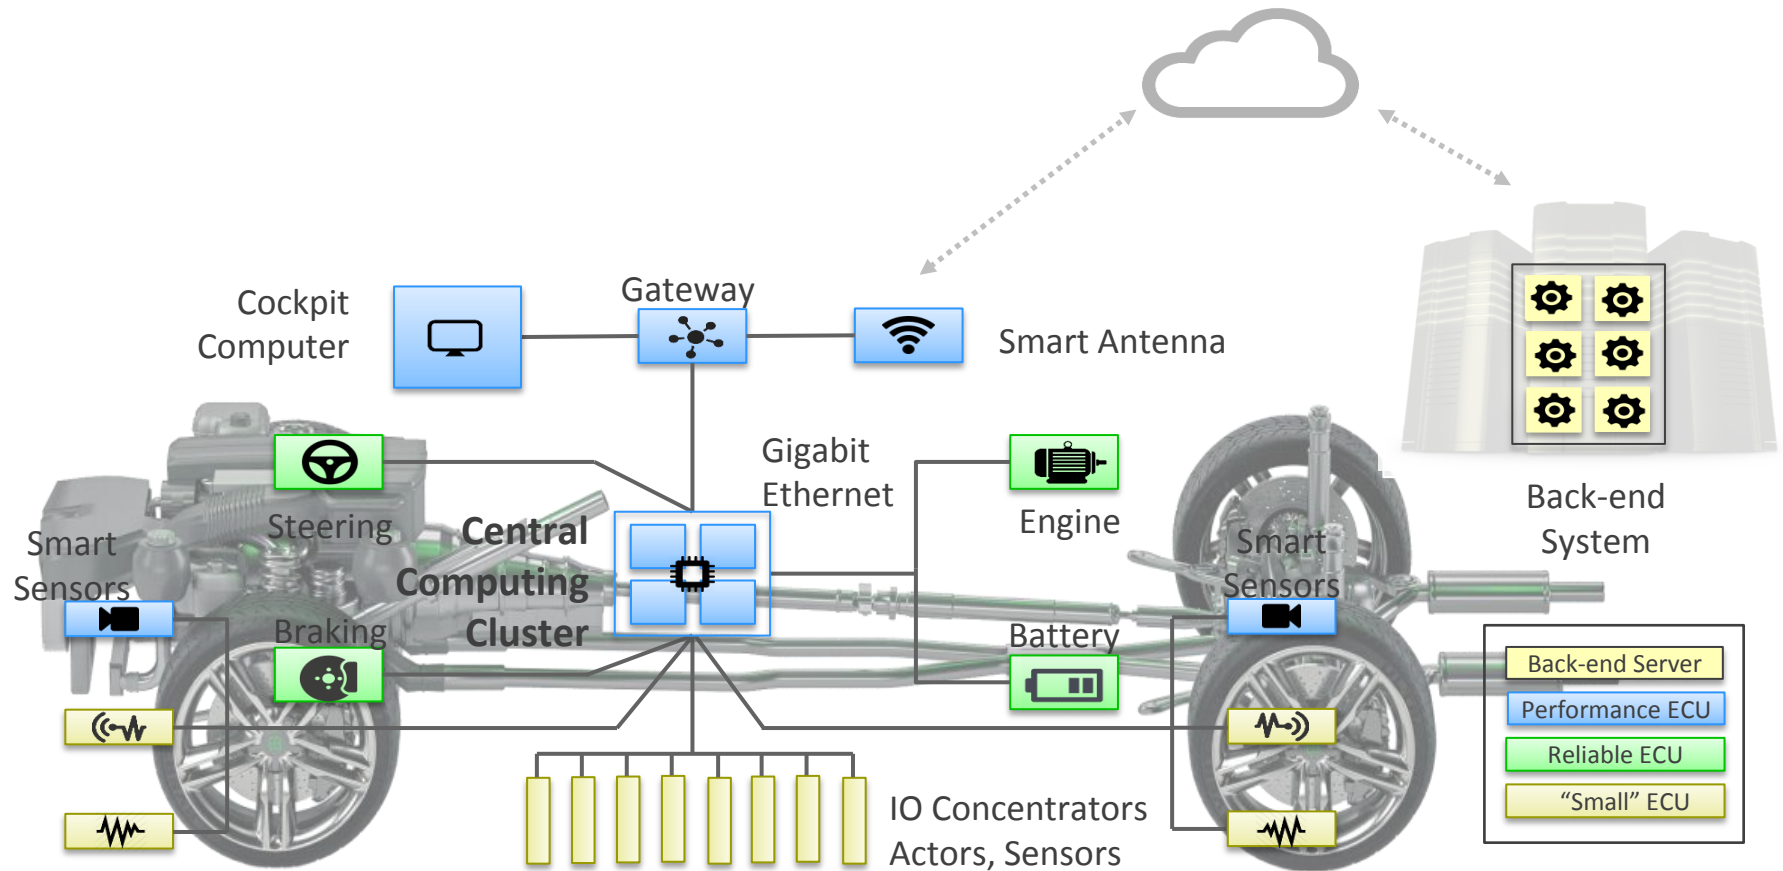 Cockpit
Computer
Gateway
Smart Antenna
Steering
Gigabit
Ethernet
Engine
Back-end
System
Smart
Sensors
Central
Computing
Cluster
Braking
Battery
Smart
Sensors
IO Concentrators
Actors, Sensors
Back-end Server
Performance ECU
Reliable ECU
“Small” ECU